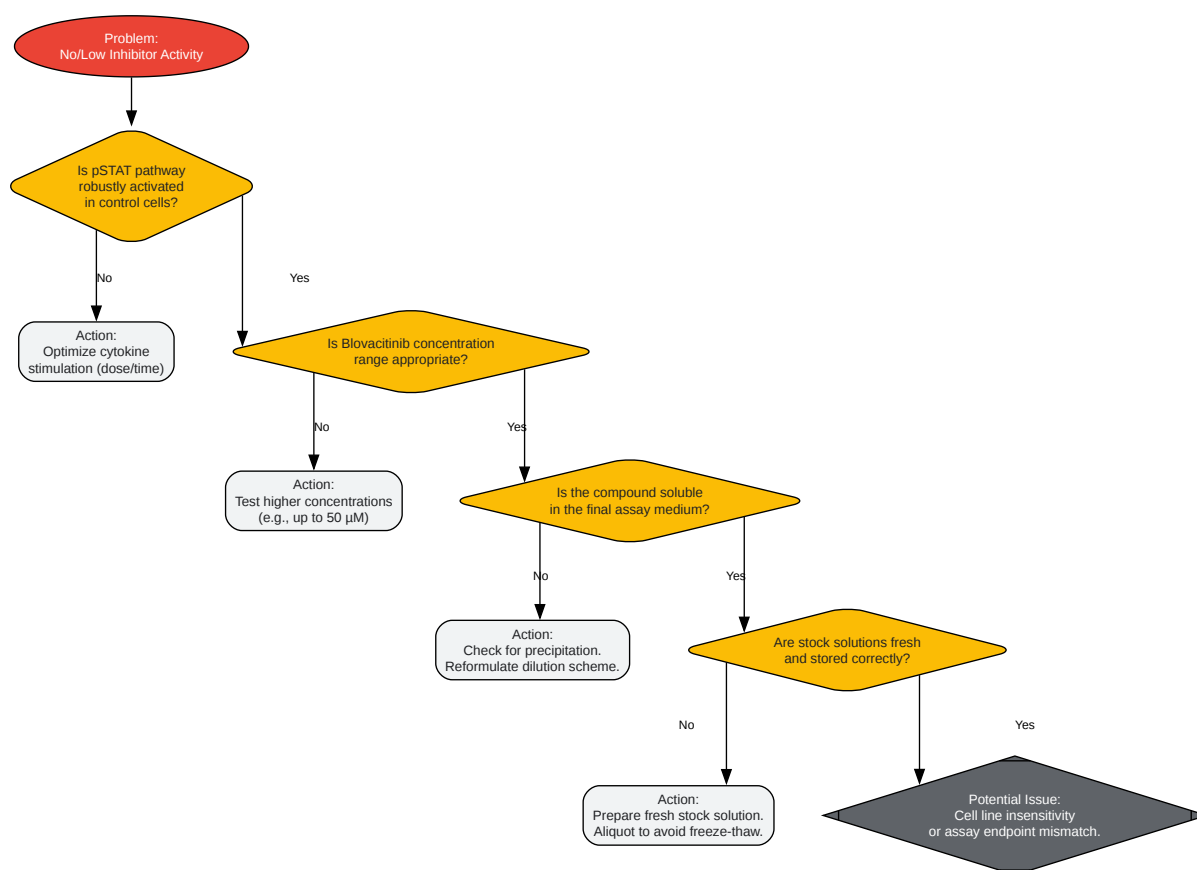 Problem:
No/Low Inhibitor Activity
Is pSTAT pathway
robustly activated
in control cells?
No
Yes
Action:
Optimize cytokine
stimulation (dose/time)
Is Blovacitinib concentration
range appropriate?
No
Yes
Action:
Test higher concentrations
(e.g., up to 50 µM)
Is the compound soluble
in the final assay medium?
No
Yes
Action:
Check for precipitation.
Reformulate dilution scheme.
Are stock solutions fresh
and stored correctly?
No
Yes
Action:
Prepare fresh stock solution.
Aliquot to avoid freeze-thaw.
Potential Issue:
Cell line insensitivity
or assay endpoint mismatch.